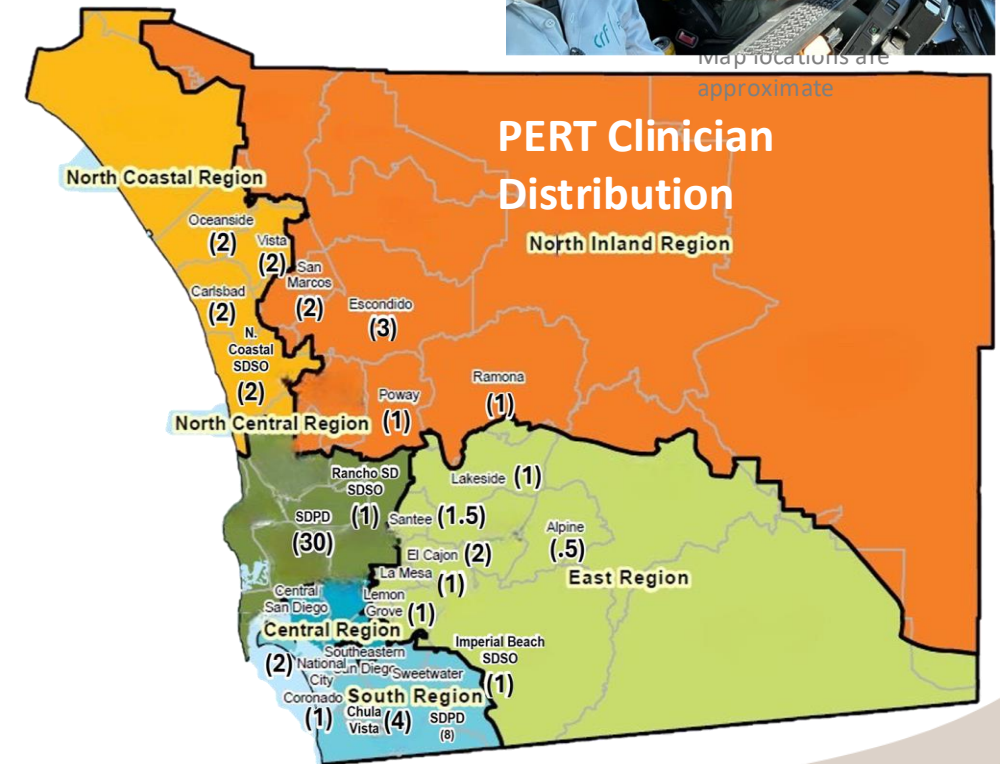 crf
Map locations are
approximate
PERT Clinician
Distribution
North Coastal Region
North Inland Region
Oceanside
(2)
Vista
(2)
San
Marcos
(2)
Carlsbad
(2)
Escondido
(3)
N.
Coastal
SDSO
(2)
Ramona
(1)
Poway
(1)
North Central Region
Rancho SD
SDSO
(1)
Lakeside (1)
SDPD
(30)
Santee (1.5)
Alpine
(.5)
El Cajon (2)
La Mesa
(1)
East Region
Central
San Diego
Lemon
Grove (1)
Central Region
Imperial Beach
SDSO
(1)
Southeastern
San Diego
(2) National
City
Sweetwater
South Region
Coronado
(1)
Chula
Vista (4)
SDPD
(8)